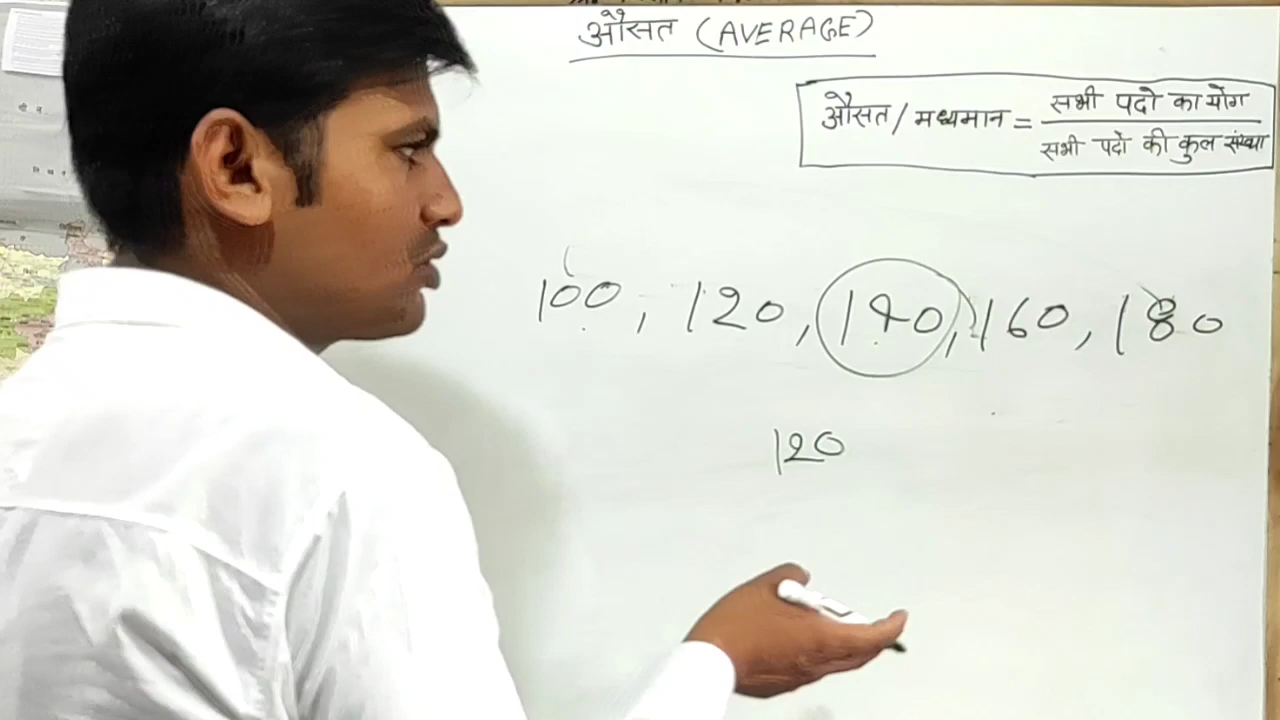 औसत (AVERAGE)
औसत / मध्यमान = सभी पदो का योग
सभी पदो की कुल संख्या
100, 120, 140, 160, 180
120